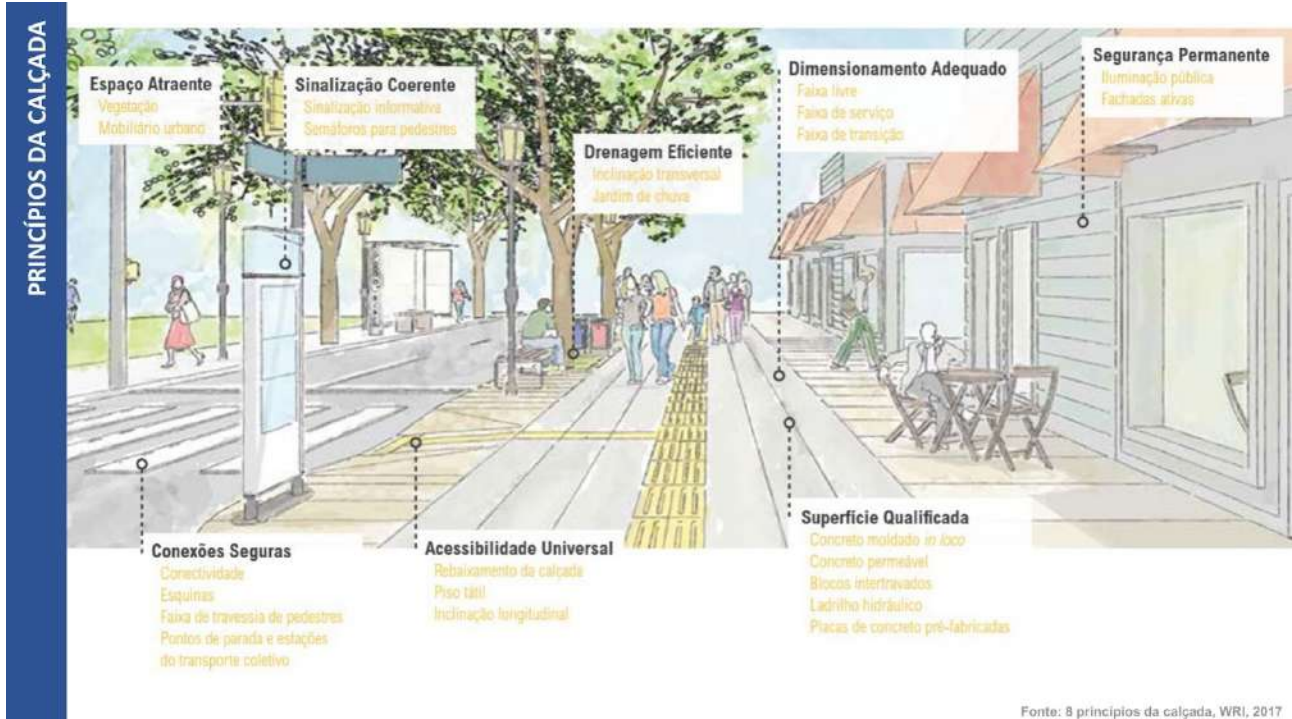 PRINCÍPIOS DA CALÇADA
Espaço Atraente
Vegetação
Mobiliário urbano
Sinalização Coerente
Sinalização informativa
Semáforos para pedestres
Drenagem Eficiente
Inclinação transversal
Jardim de chuva
Dimensionamento Adequado
Faixa livre
Faixa de serviço
Faixa de transição
Segurança Permanente
Iluminação pública
Fachadas ativas
Conexões Seguras
Conectividade
Esquinas
Faixa de travessia de pedestres
Pontos de parada e estações
do transporte coletivo
Acessibilidade Universal
Rebaixamento da calçada
Piso tátil
Inclinação longitudinal
Superfície Qualificada
Concreto moldado in loco
Concreto permeável
Blocos intertravados
Ladrilho hidráulico
Placas de concreto pré-fabricadas
Fonte: 8 principios da calçada, WRI, 2017